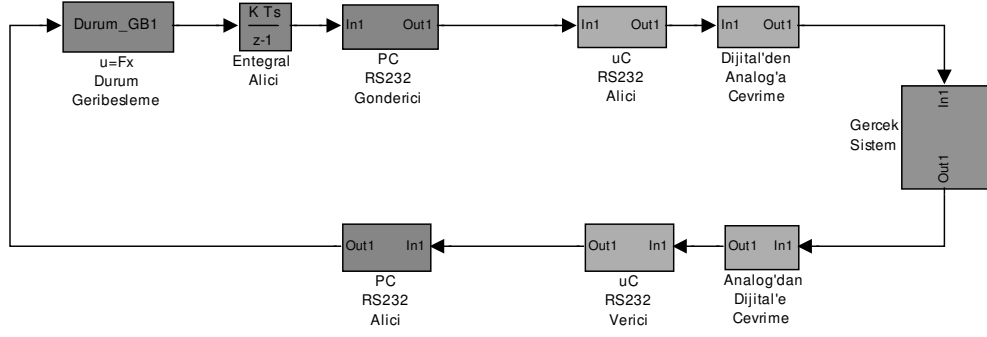 Durum_GB1
u=Fx
Durum
Geribesleme
K Ts
z-1
Entegral
Alici
In1 Out1
PC
RS232
Gonderici
In1 Out1
uC
RS232
Alici
In1 Out1
Dijital'den
Analog'a
Cevrime
In1
Out1
Gercek
Sistem
Out1 In1
PC
RS232
Alici
Out1 In1
uC
RS232
Verici
Out1 In1
Analog'dan
Dijital'e
Cevrime